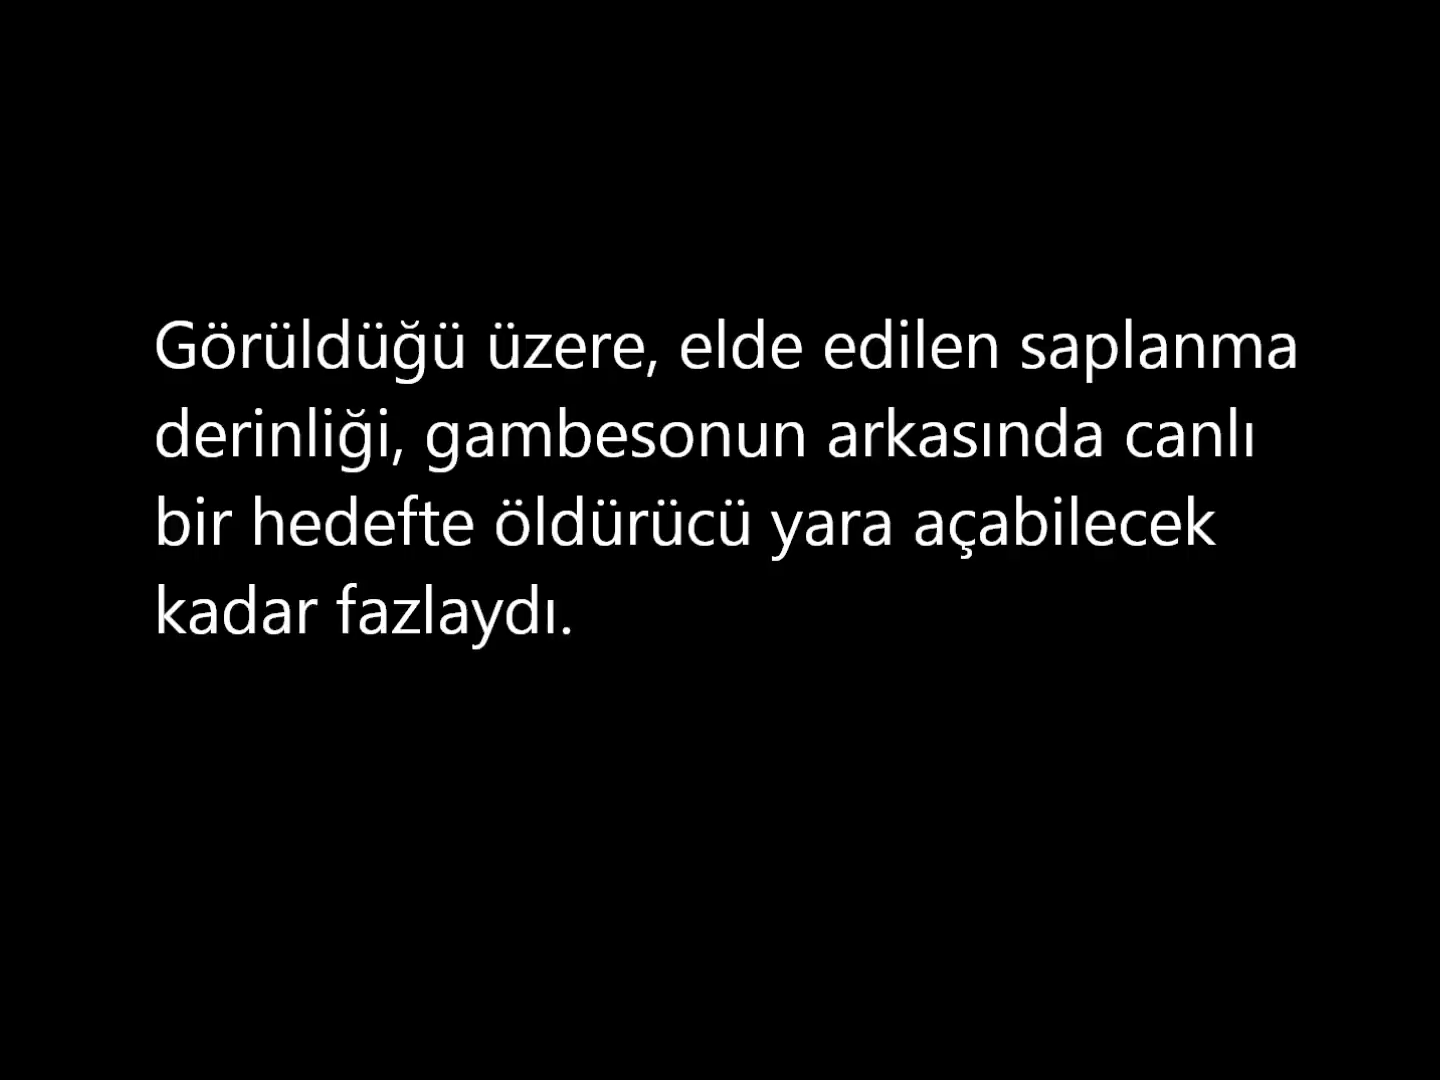 Görüldüğü üzere, elde edilen saplanma
derinliği, gambesonun arkasında canlı
bir hedefte öldürücü yara açabilecek
kadar fazlaydı.